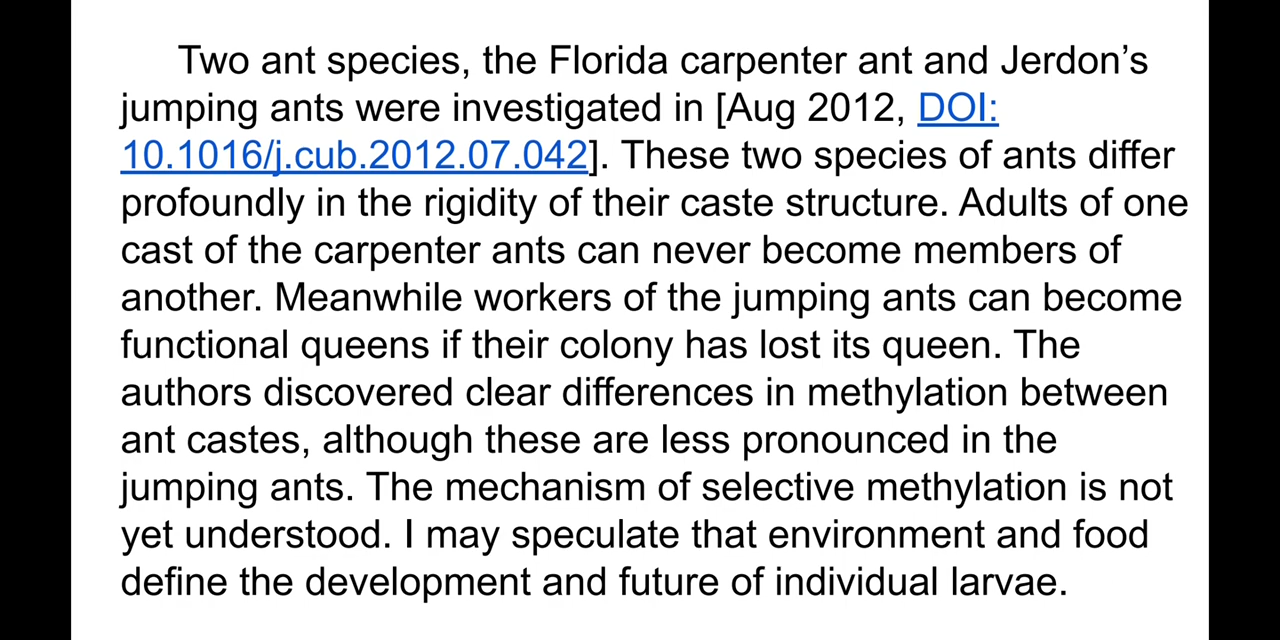 Two ant species, the Florida carpenter ant and Jerdon’s
jumping ants were investigated in [Aug 2012, DOI:
10.1016/j.cub.2012.07.042]. These two species of ants differ
profoundly in the rigidity of their caste structure. Adults of one
cast of the carpenter ants can never become members of
another. Meanwhile workers of the jumping ants can become
functional queens if their colony has lost its queen. The
authors discovered clear differences in methylation between
ant castes, although these are less pronounced in the
jumping ants. The mechanism of selective methylation is not
yet understood. I may speculate that environment and food
define the development and future of individual larvae.